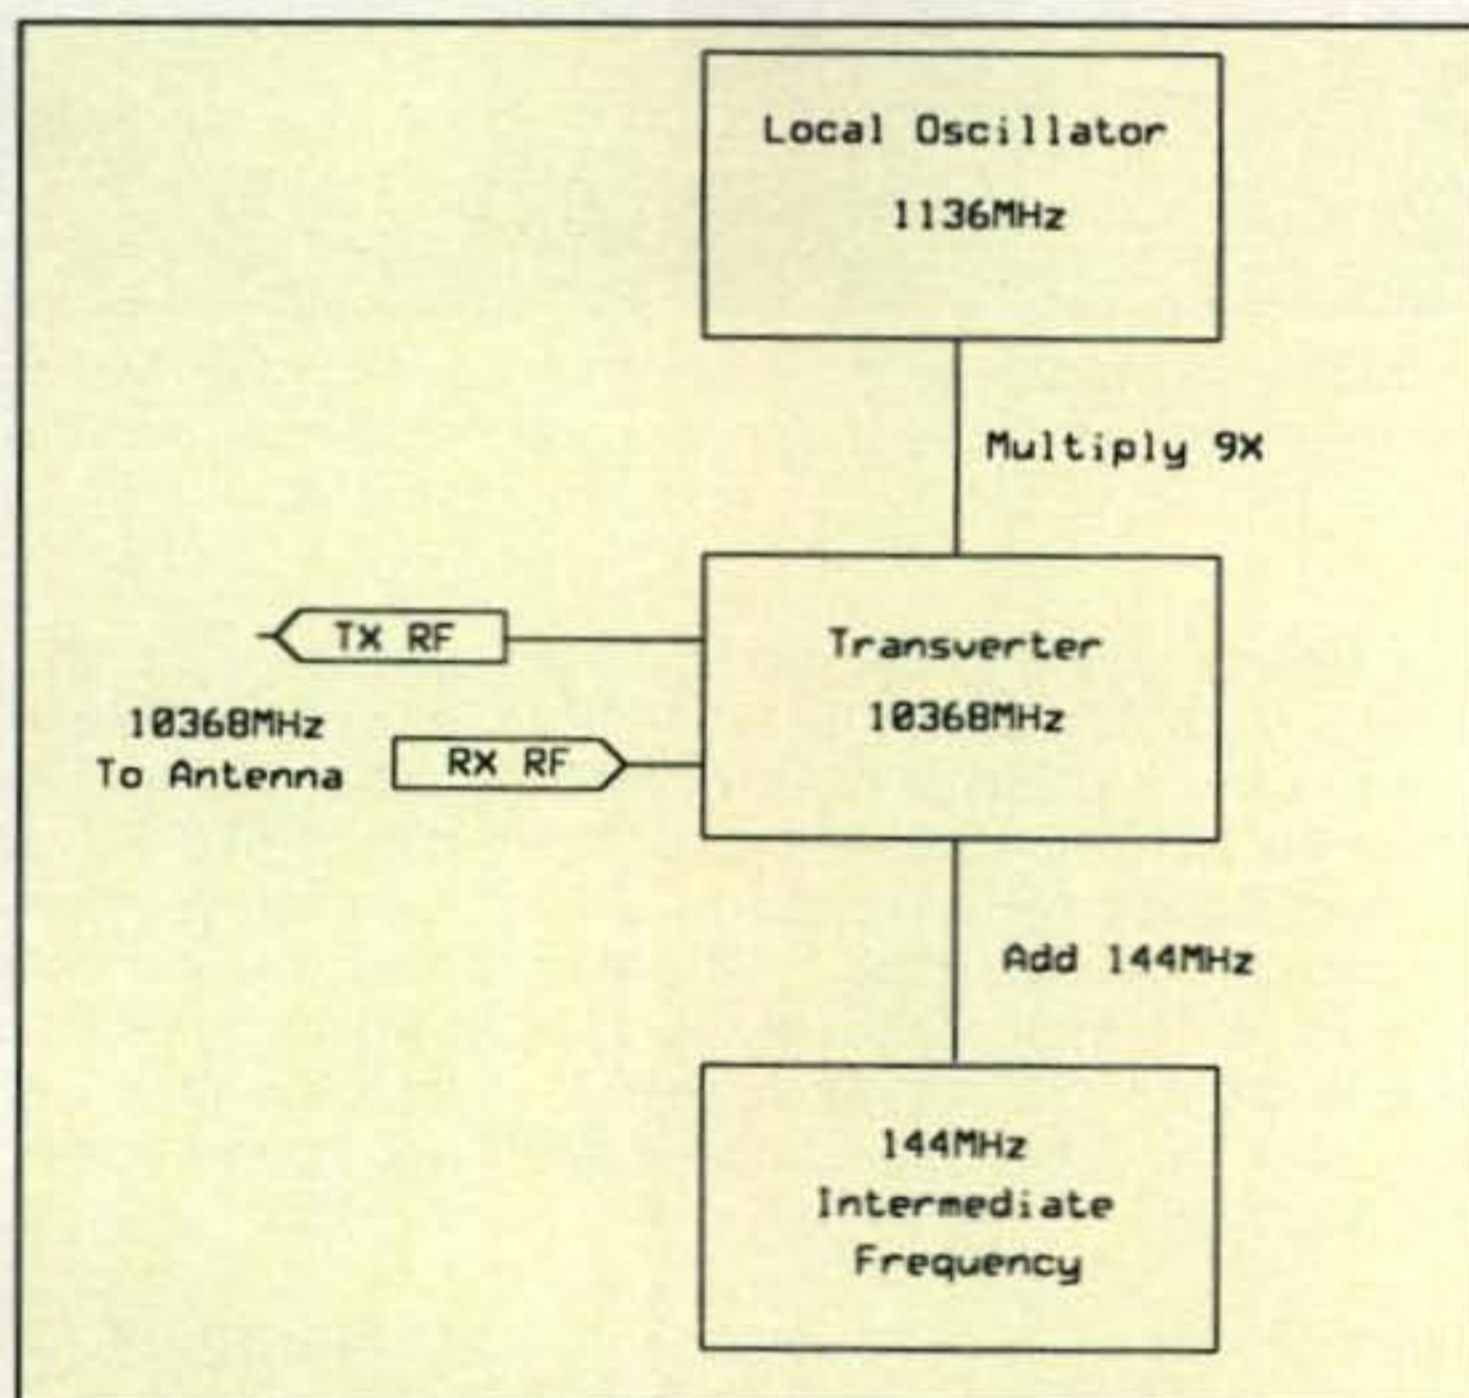 Local Oscillator
1136MHz
Multiply 9X
TX RF
Transverter
10368MHz
10368MHz
To Antenna
RX RF
Add 144MHz
144MHz
Intermediate
Frequency